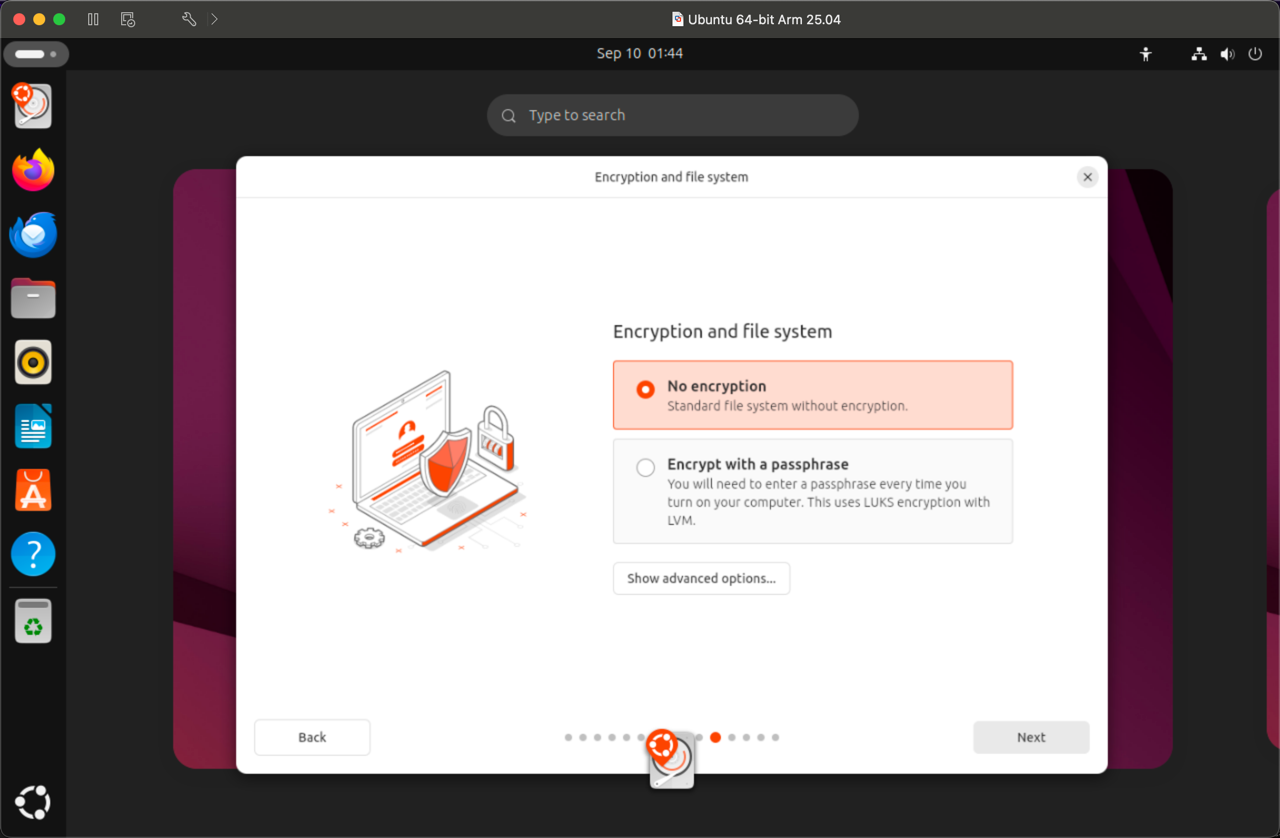 Ubuntu 64-bit Arm 25.04
Sep 10 01:44
Type to search
Encryption and file system
Encryption and file system
No encryption
Standard file system without encryption.
Encrypt with a passphrase
You will need to enter a passphrase every time you
turn on your computer. This uses LUKS encryption with
LVM.
Show advanced options...
Back
Next